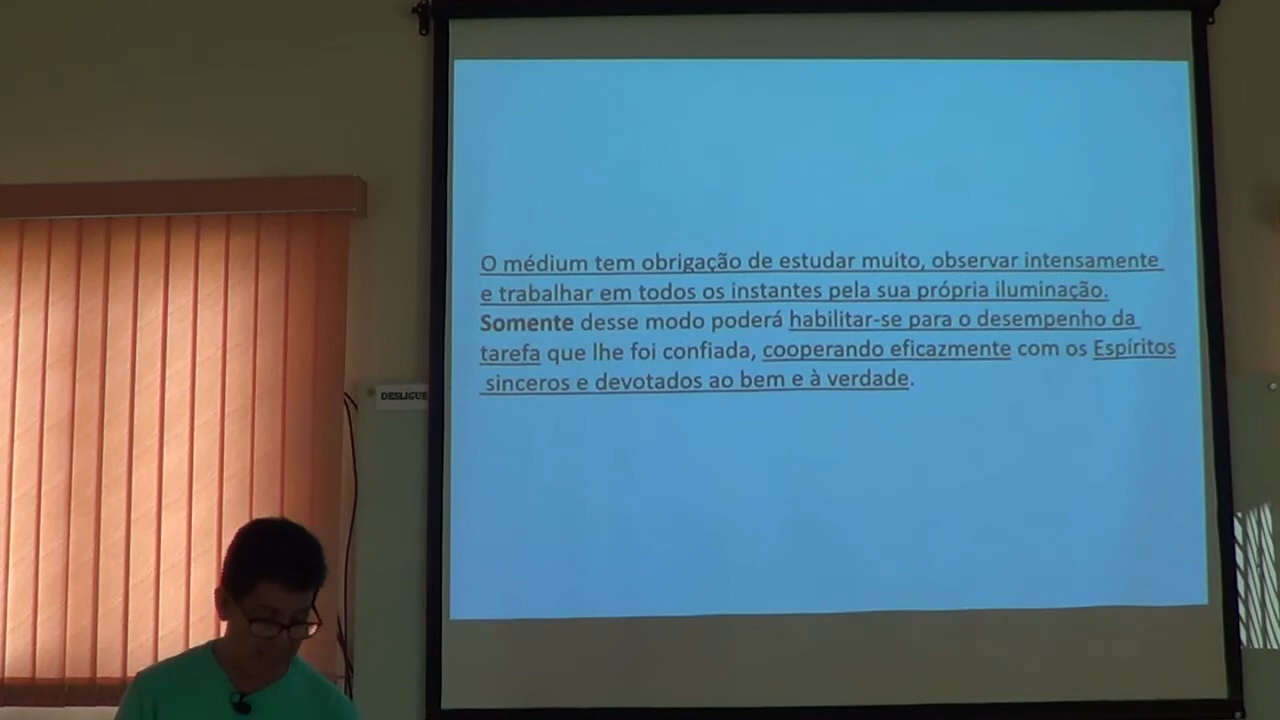 O médium tem obrigação de estudar muito, observar intensamente
e trabalhar em todos os instantes pela sua própria iluminação.
Somente desse modo poderá habilitar-se para o desempenho da
tarefa que lhe foi confiada, cooperando eficazmente com os Espíritos
sinceros e devotados ao bem e à verdade.
DESLIGUE